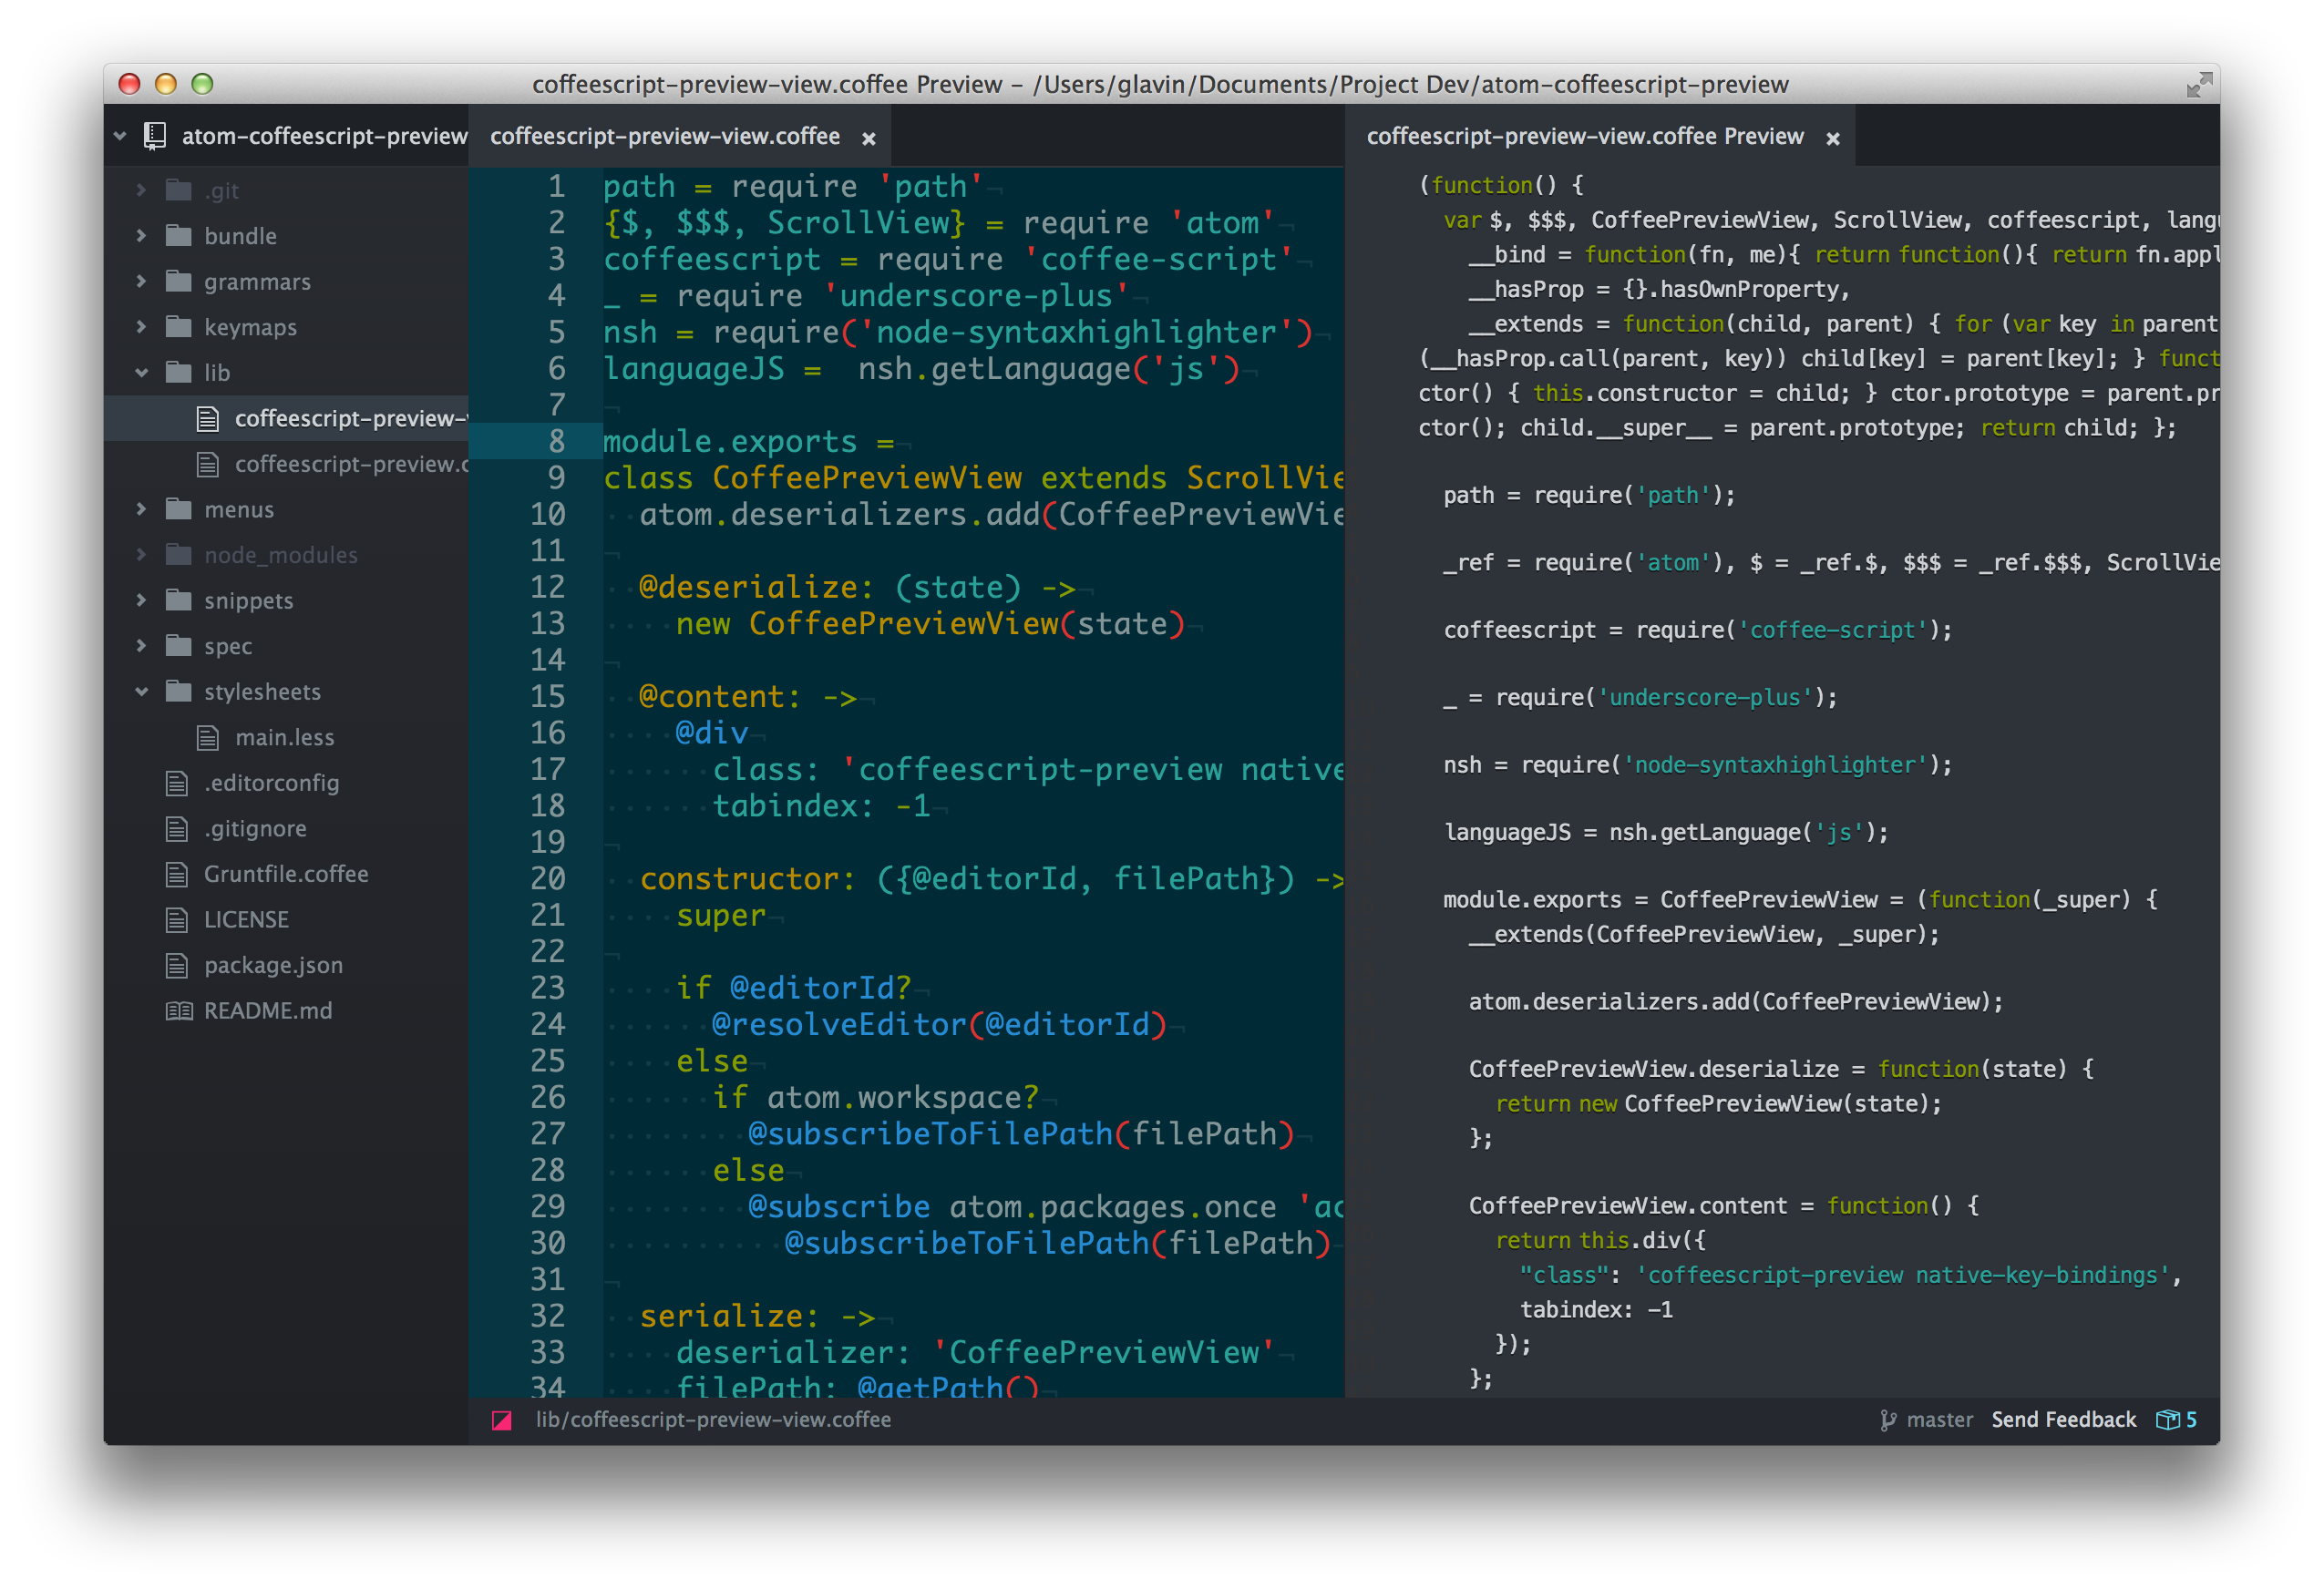 coffeescript-preview-view.coffee Preview – /Users/glavin/Documents/Project Dev/atom-coffeescript-preview
atom-coffeescript-preview
.git
bundle
grammars
keymaps
lib
coffeescript-preview-
coffeescript-preview.c
menus
node_modules
snippets
spec
stylesheets
main.less
.editorconfig
.gitignore
Gruntfile.coffee
LICENSE
package.json
README.md
coffeescript-preview-view.coffee
1 path = require 'path'¬
2 {$, $$$, ScrollView} = require 'atom'¬
3 coffeescript = require 'coffee-script'¬
4 _ = require 'underscore-plus'¬
5 nsh = require('node-syntaxhighlighter')¬
6 languageJS =  nsh.getLanguage('js')¬
7 ¬
8 module.exports =¬
9 class CoffeePreviewView extends ScrollVie
10 ··atom.deserializers.add(CoffeePreviewVie
11 ¬
12 ··@deserialize: (state) ->¬
13 ····new CoffeePreviewView(state)¬
14 ¬
15 ··@content: ->¬
16 ····@div¬
17 ······class: 'coffeescript-preview native
18 ······tabindex: -1¬
19 ¬
20 ··constructor: ({@editorId, filePath}) ->
21 ····super¬
22 ¬
23 ····if @editorId?¬
24 ······@resolveEditor(@editorId)¬
25 ····else¬
26 ······if atom.workspace?¬
27 ········@subscribeToFilePath(filePath)¬
28 ······else¬
29 ········@subscribe atom.packages.once 'ac
30 ··········@subscribeToFilePath(filePath)¬
31 ¬
32 ··serialize: ->¬
33 ····deserializer: 'CoffeePreviewView'¬
34 ····filePath: @getPath()¬
coffeescript-preview-view.coffee Preview
(function() {
var $, $$$, CoffeePreviewView, ScrollView, coffeescript, lang
__bind = function(fn, me){ return function(){ return fn.appl
__hasProp = {}.hasOwnProperty,
__extends = function(child, parent) { for (var key in parent
(__hasProp.call(parent, key)) child[key] = parent[key]; } funct
ctor() { this.constructor = child; } ctor.prototype = parent.pr
ctor(); child.__super__ = parent.prototype; return child; };
path = require('path');
_ref = require('atom'), $ = _ref.$, $$$ = _ref.$$$, ScrollVie
coffeescript = require('coffee-script');
_ = require('underscore-plus');
nsh = require('node-syntaxhighlighter');
languageJS = nsh.getLanguage('js');
module.exports = CoffeePreviewView = (function(_super) {
__extends(CoffeePreviewView, _super);
atom.deserializers.add(CoffeePreviewView);
CoffeePreviewView.deserialize = function(state) {
return new CoffeePreviewView(state);
};
CoffeePreviewView.content = function() {
return this.div({
"class": 'coffeescript-preview native-key-bindings',
tabindex: -1
});
};
lib/coffeescript-preview-view.coffee
master Send Feedback 5